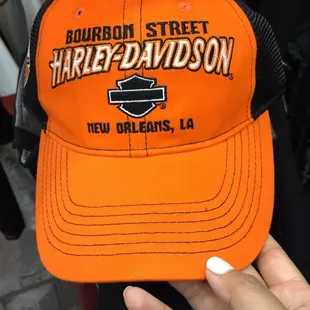 BOURBON STREET
HARLEY-DAVIDSON
NEW ORLEANS, LA